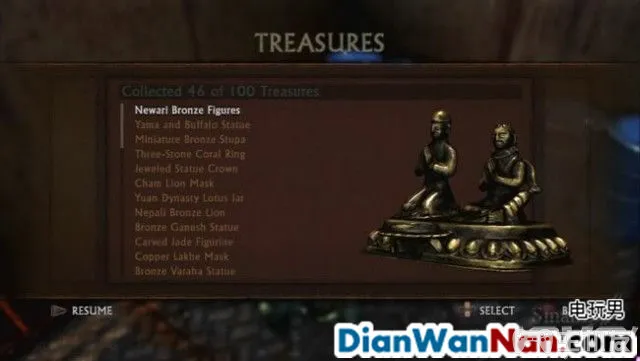 TREASURES
Collected 46 of 100 Treasures
Newari Bronze Figures
Yama and Buffalo Statue
Miniature Bronze Stupa
Three-Stone Coral Ring
Jeweled Statue Crown
Cham Lion Mask
Yuan Dynasty Lotus Jar
Nepali Bronze Lion
Bronze Ganesh Statue
Carved Jade Figurine
Copper Lakhe Mask
Bronze Varaha Statue
RESUME
SELECT
电玩男
DianWanNan.com